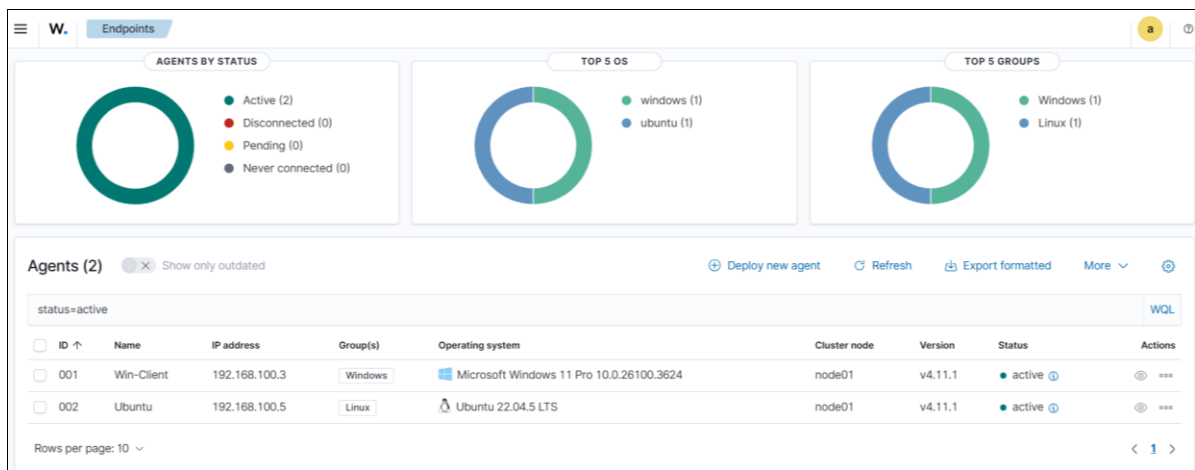 W. Endpoints a
AGENTS BY STATUS
Active (2)
Disconnected (0)
Pending (0)
Never connected (0)
TOP 5 OS
windows (1)
ubuntu (1)
TOP 5 GROUPS
Windows (1)
Linux (1)
Agents (2) Show only outdated Deploy new agent Refresh Export formatted More
status=active WQL
ID Name IP address Group(s) Operating system Cluster node Version Status Actions
001 Win-Client 192.168.100.3 Windows Microsoft Windows 11 Pro 10.0.26100.3624 node01 v4.11.1 active
002 Ubuntu 192.168.100.5 Linux Ubuntu 22.04.5 LTS node01 v4.11.1 active
Rows per page: 10 < 1 >